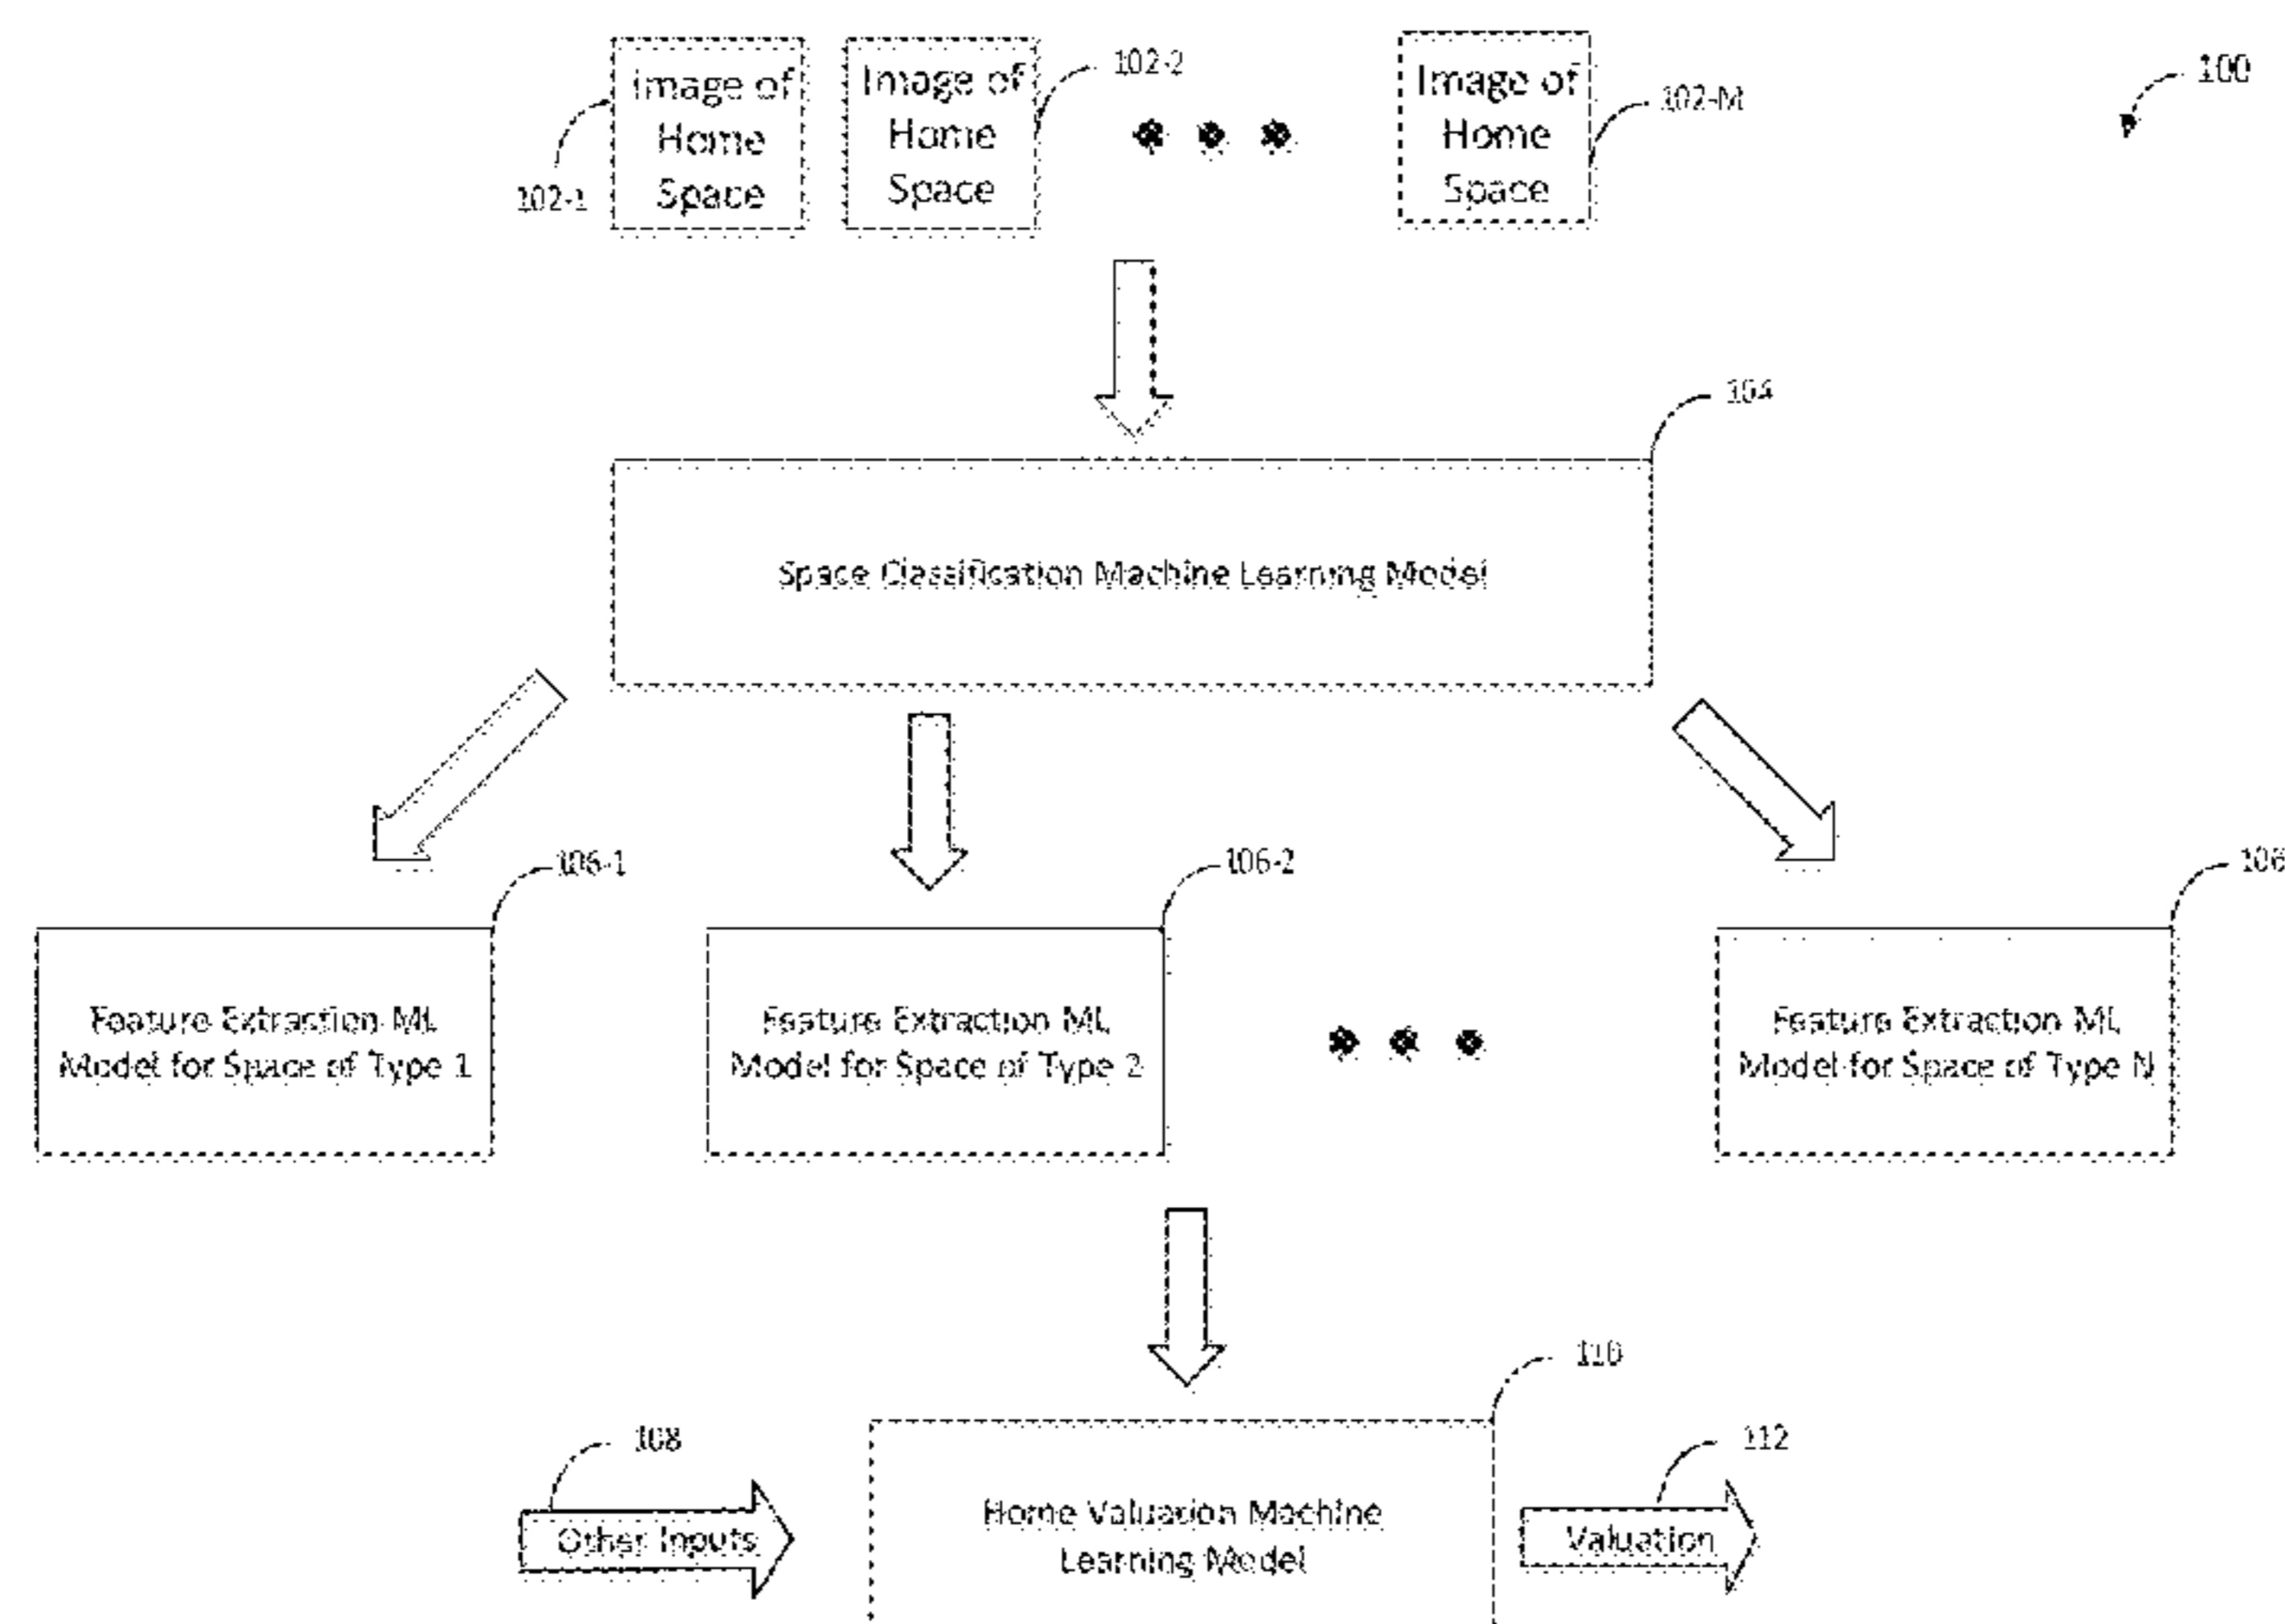 Image of
Home
Space
102-1
Image of
Home
Space
102-2
Image of
Home
Space
102-M
100
104
Space Classification Machine Learning Model
106-1
Feature Extraction ML
Model for Space of Type 1
106-2
Feature Extraction ML
Model for Space of Type 2
106
Feature Extraction ML
Model for Space of Type N
108
Other Inputs
110
Home Valuation Machine
Learning Model
112
Valuation